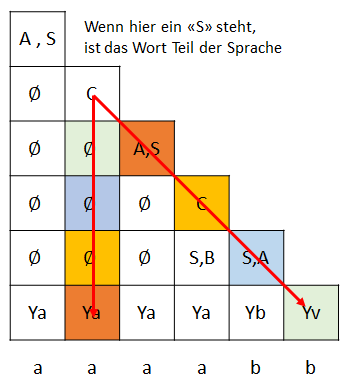 Wenn hier ein «S» steht,
ist das Wort Teil der Sprache
A , S
Ø C
Ø Ø A,S
Ø Ø Ø C
Ø Ø Ø S,B S,A
Ya Ya Ya Ya Yb Yv
a a a a b b